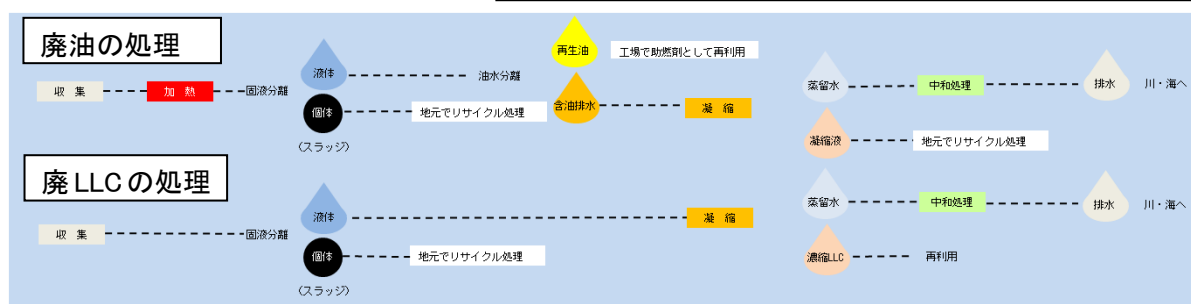 廃油の処理
収 集
加 熱
固液分離
液体
油水分離
個体
地元でリサイクル処理
(スラッジ)
再生油
工場で助燃剤として再利用
含油排水
凝 縮
蒸留水
中和処理
排水
川・海へ
凝縮液
地元でリサイクル処理
廃LLCの処理
収 集
固液分離
液体
凝 縮
個体
地元でリサイクル処理
(スラッジ)
蒸留水
中和処理
排水
川・海へ
濃縮LLC
再利用